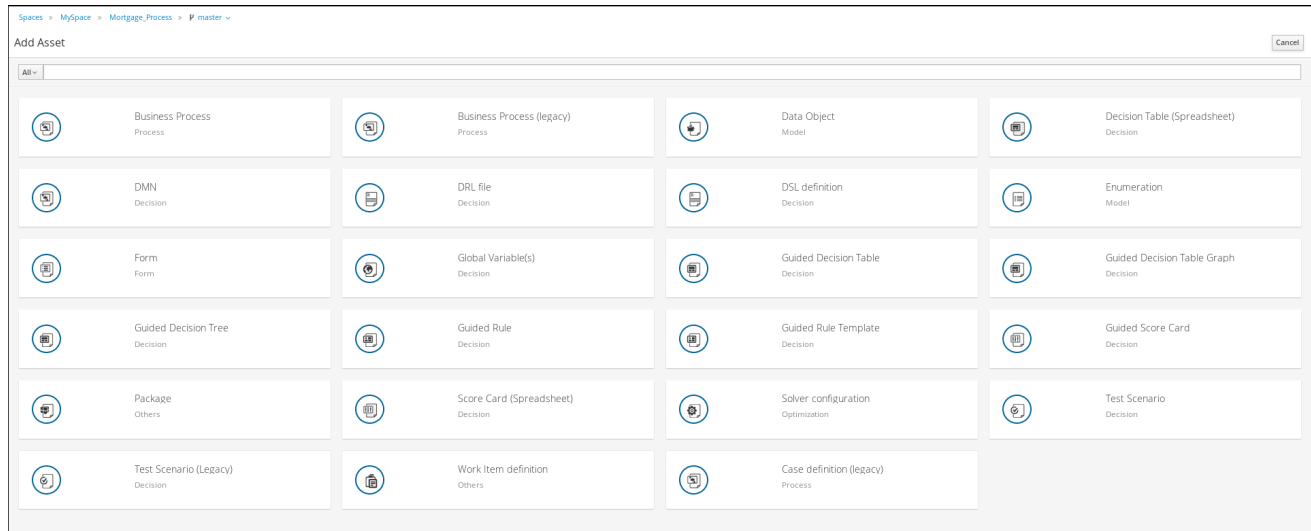 Spaces » MySpace » Mortgage_Process » master
Add Asset
Cancel
All
Business Process
Process
Business Process (legacy)
Process
Data Object
Model
Decision Table (Spreadsheet)
Decision
DMN
Decision
DRL file
Decision
DSL definition
Decision
Enumeration
Model
Form
Form
Global Variable(s)
Decision
Guided Decision Table
Decision
Guided Decision Table Graph
Decision
Guided Decision Tree
Decision
Guided Rule
Decision
Guided Rule Template
Decision
Guided Score Card
Decision
Package
Others
Score Card (Spreadsheet)
Decision
Solver configuration
Optimization
Test Scenario
Decision
Test Scenario (Legacy)
Decision
Work Item definition
Others
Case definition (legacy)
Process